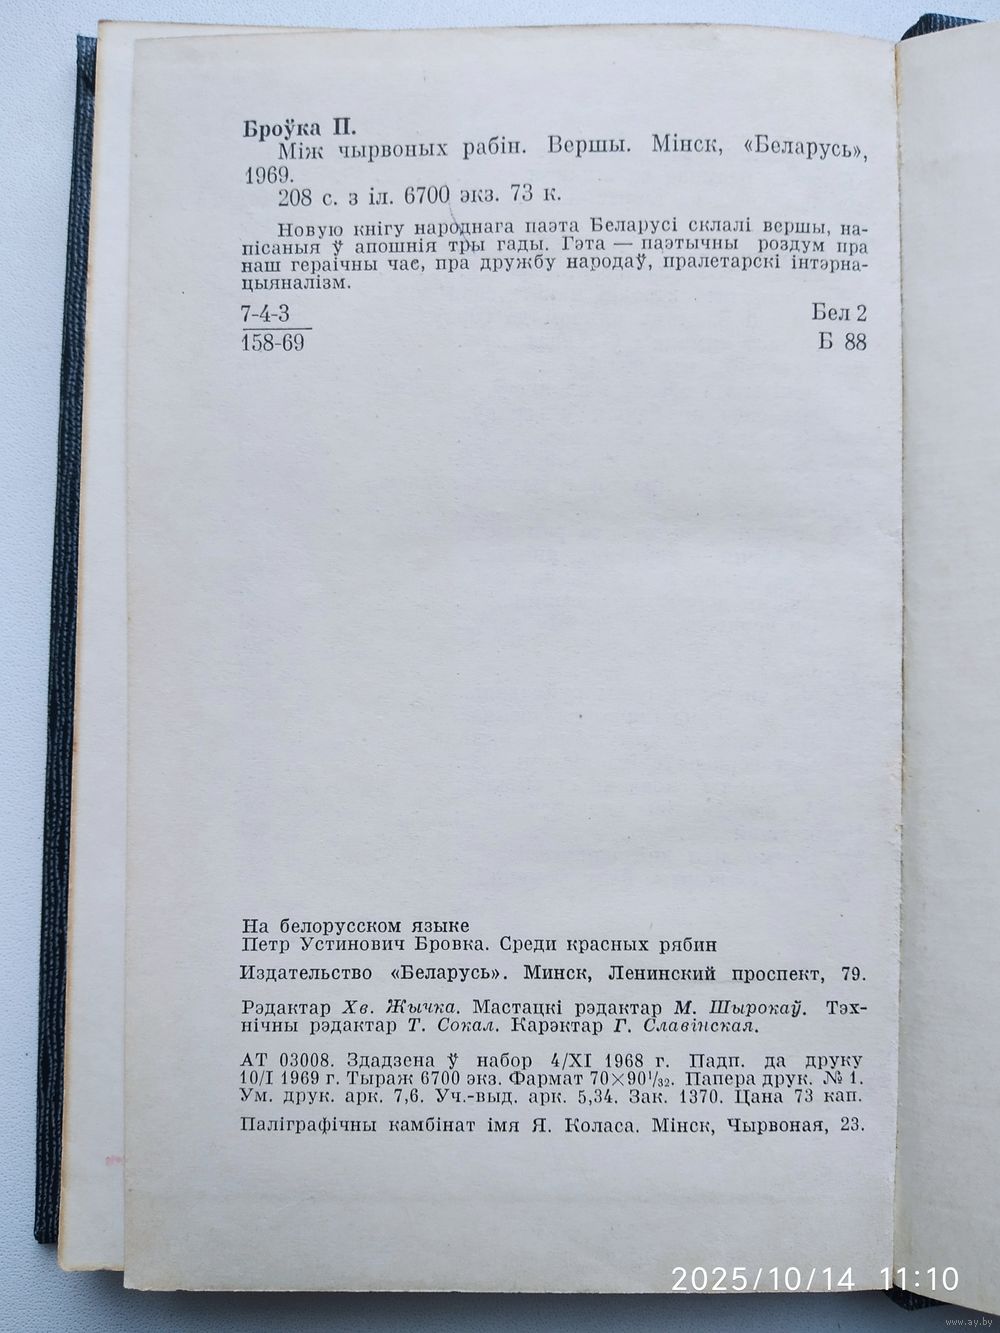 Броўка П.
Між чырвоных рабін. Вершы. Мінск, «Беларусь»,
1969.
208 с. з іл. 6700 экз. 73 к.
Новую кнігу народнага паэта Беларусі склалі вершы, на-
пісаныя ў апошнія тры гады. Гэта — паэтычны роздум пра
наш гераічны час, пра дружбу народаў, пралетарскі інтэрна-
цыяналізм.
7-4-3 Бел 2
158-69 Б 88
На белорусском языке
Петр Устинович Бровка. Среди красных рябин
Издательство «Беларусь». Минск, Ленинский проспект, 79.
Рэдактар Хв. Жычка. Мастацкі рэдактар М. Шырокаў. Тэх-
нічны рэдактар Т. Сокал. Карэктар Г. Славінская.
АТ 03008. Здадзена ў набор 4/XI 1968 г. Падп. да друку
10/I 1969 г. Тыраж 6700 экз. Фармат 70×90¹/₃₂. Папера друк. № 1.
Ум. друк. арк. 7,6. Уч.-выд. арк. 5,34. Зак. 1370. Цана 73 кап.
Паліграфічны камбінат імя Я. Коласа. Мінск, Чырвоная, 23.
2025/10/14 11:10
www.ay.by